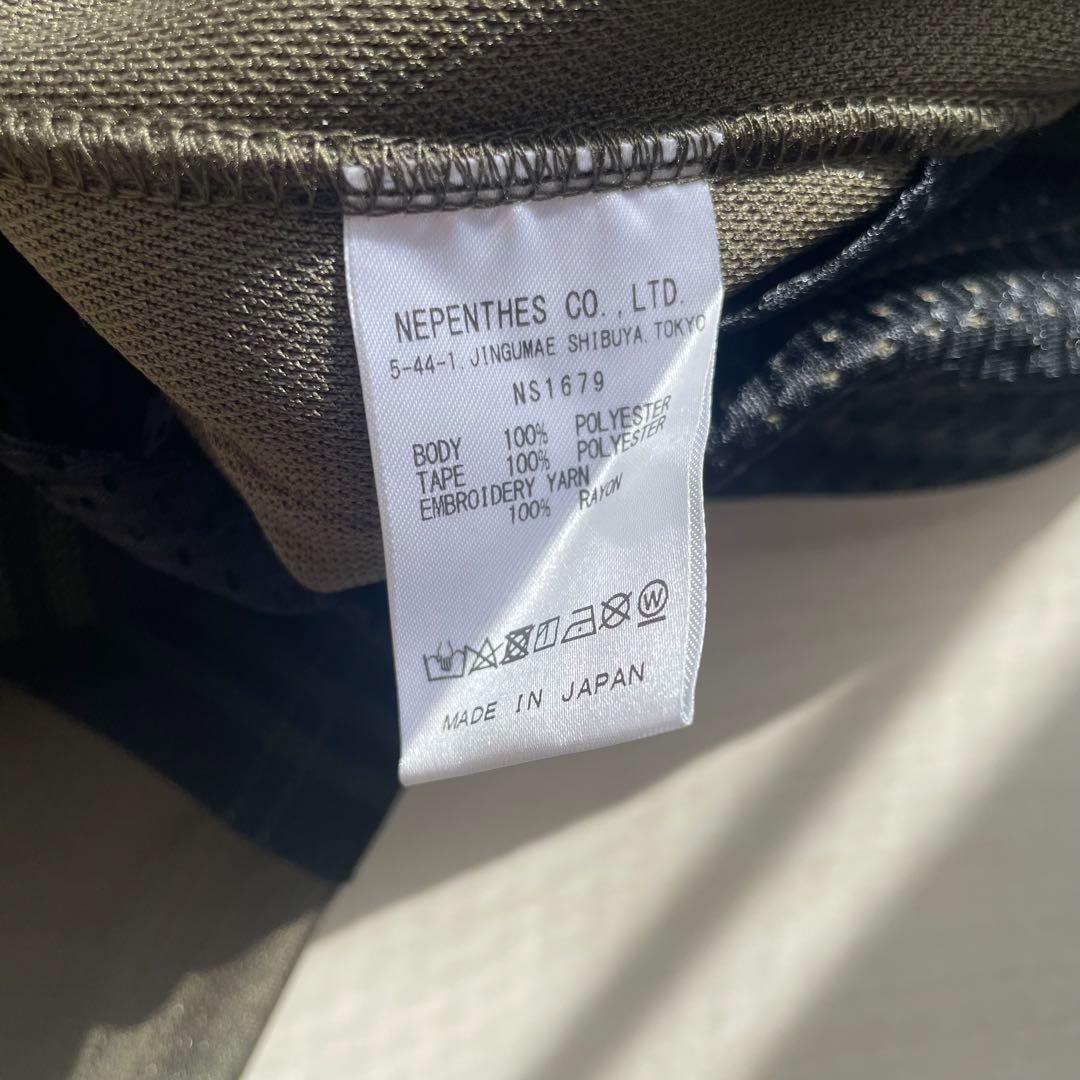 NEPENTHES CO.,LTD.
5-44-1, JINGUMAE SHIBUYA, TOKYO
NS1679
BODY 100% POLYESTER
TAPE 100% POLYESTER
EMBROIDERY YARN
100% RAYON
W
MADE IN JAPAN